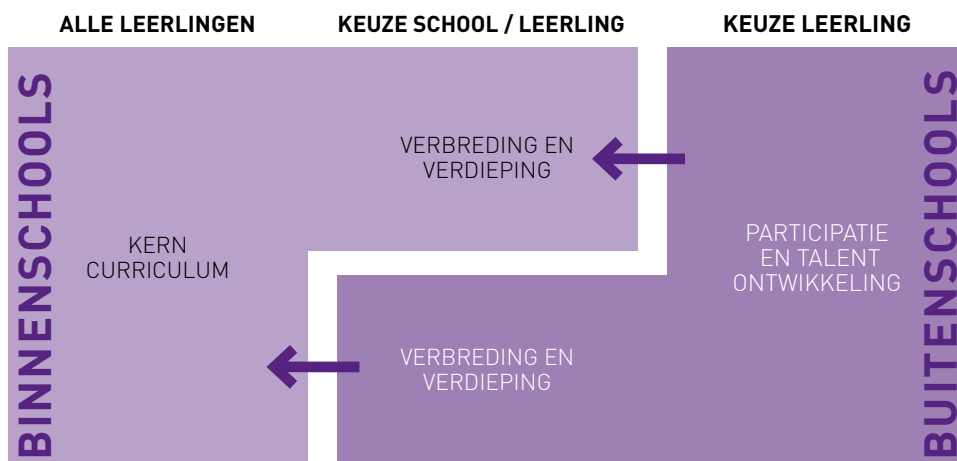 ALLE LEERLINGEN
KEUZE SCHOOL / LEERLING
KEUZE LEERLING
BINNENSCHOOLS
KERN
CURRICULUM
VERBREDING EN
VERDIEPING
VERBREDING EN
VERDIEPING
PARTICIPATIE
EN TALENT
ONTWIKKELING
BUITENSCHOOLS